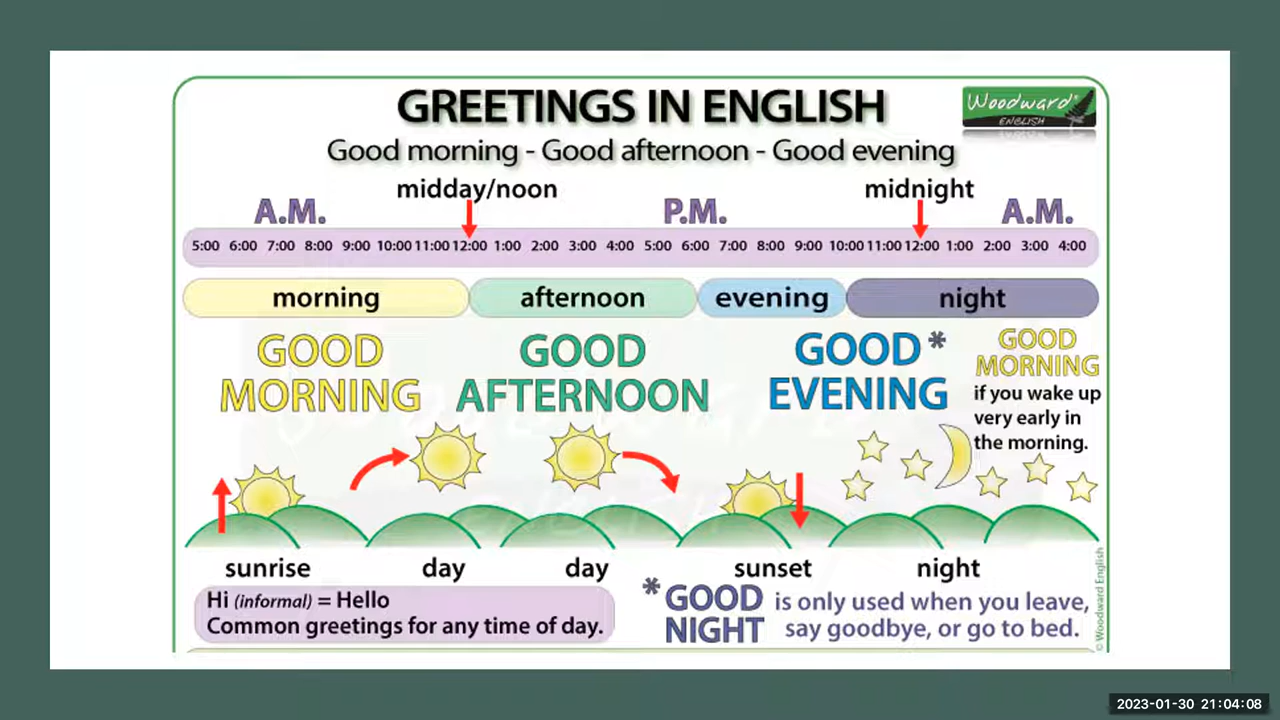 GREETINGS IN ENGLISH
Woodward®
ENGLISH
Good morning - Good afternoon - Good evening
midday/noon
midnight
A.M.
P.M.
A.M.
5:00 6:00 7:00 8:00 9:00 10:00 11:00 12:00 1:00 2:00 3:00 4:00 5:00 6:00 7:00 8:00 9:00 10:00 11:00 12:00 1:00 2:00 3:00 4:00
morning
afternoon
evening
night
GOOD
MORNING
GOOD
AFTERNOON
GOOD *
EVENING
GOOD
MORNING
if you wake up
very early in
the morning.
sunrise
day
day
sunset
night
Hi (informal) = Hello
Common greetings for any time of day.
* GOOD
NIGHT
is only used when you leave,
say goodbye, or go to bed.
© Woodward English
2023-01-30 21:04:08